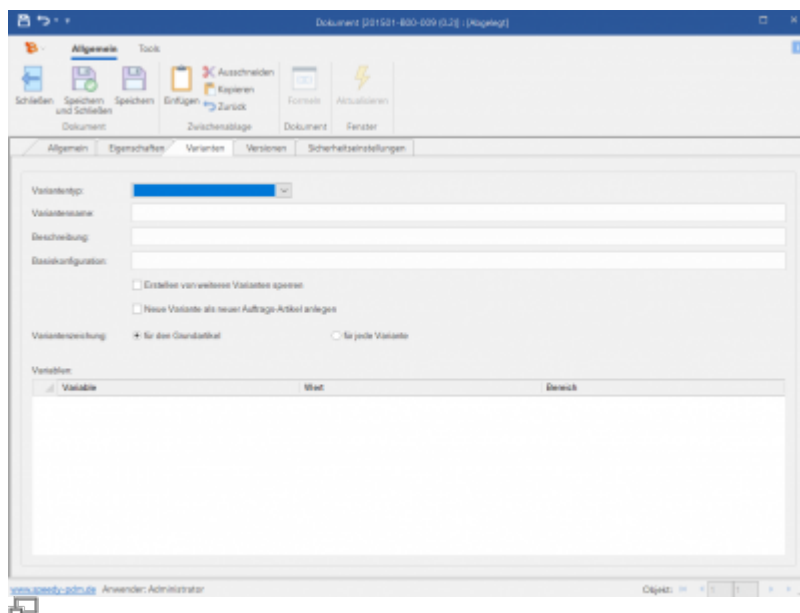 Dokument [201501-B00-009 (0.2)] : [Abgelegt]
Allgemein Tools
Schließen Speichern und Schließen Speichern Einfügen Ausschneiden Kopieren Zurück Formeln Aktualisieren
Dokument Zwischenablage Dokument Fenster
Allgemein Eigenschaften Varianten Versionen Sicherheitseinstellungen
Variantentyp:
Variantenname:
Beschreibung:
Basiskonfiguration:
Erstellen von weiteren Varianten sperren
Neue Variante als neuer Auftrags-Artikel anlegen
Variantenzeichnung: für den Grundartikel für jede Variante
Variablen:
Variable Wert Bereich
www.speedy-pdm.de Anwender: Administrator Objekt: